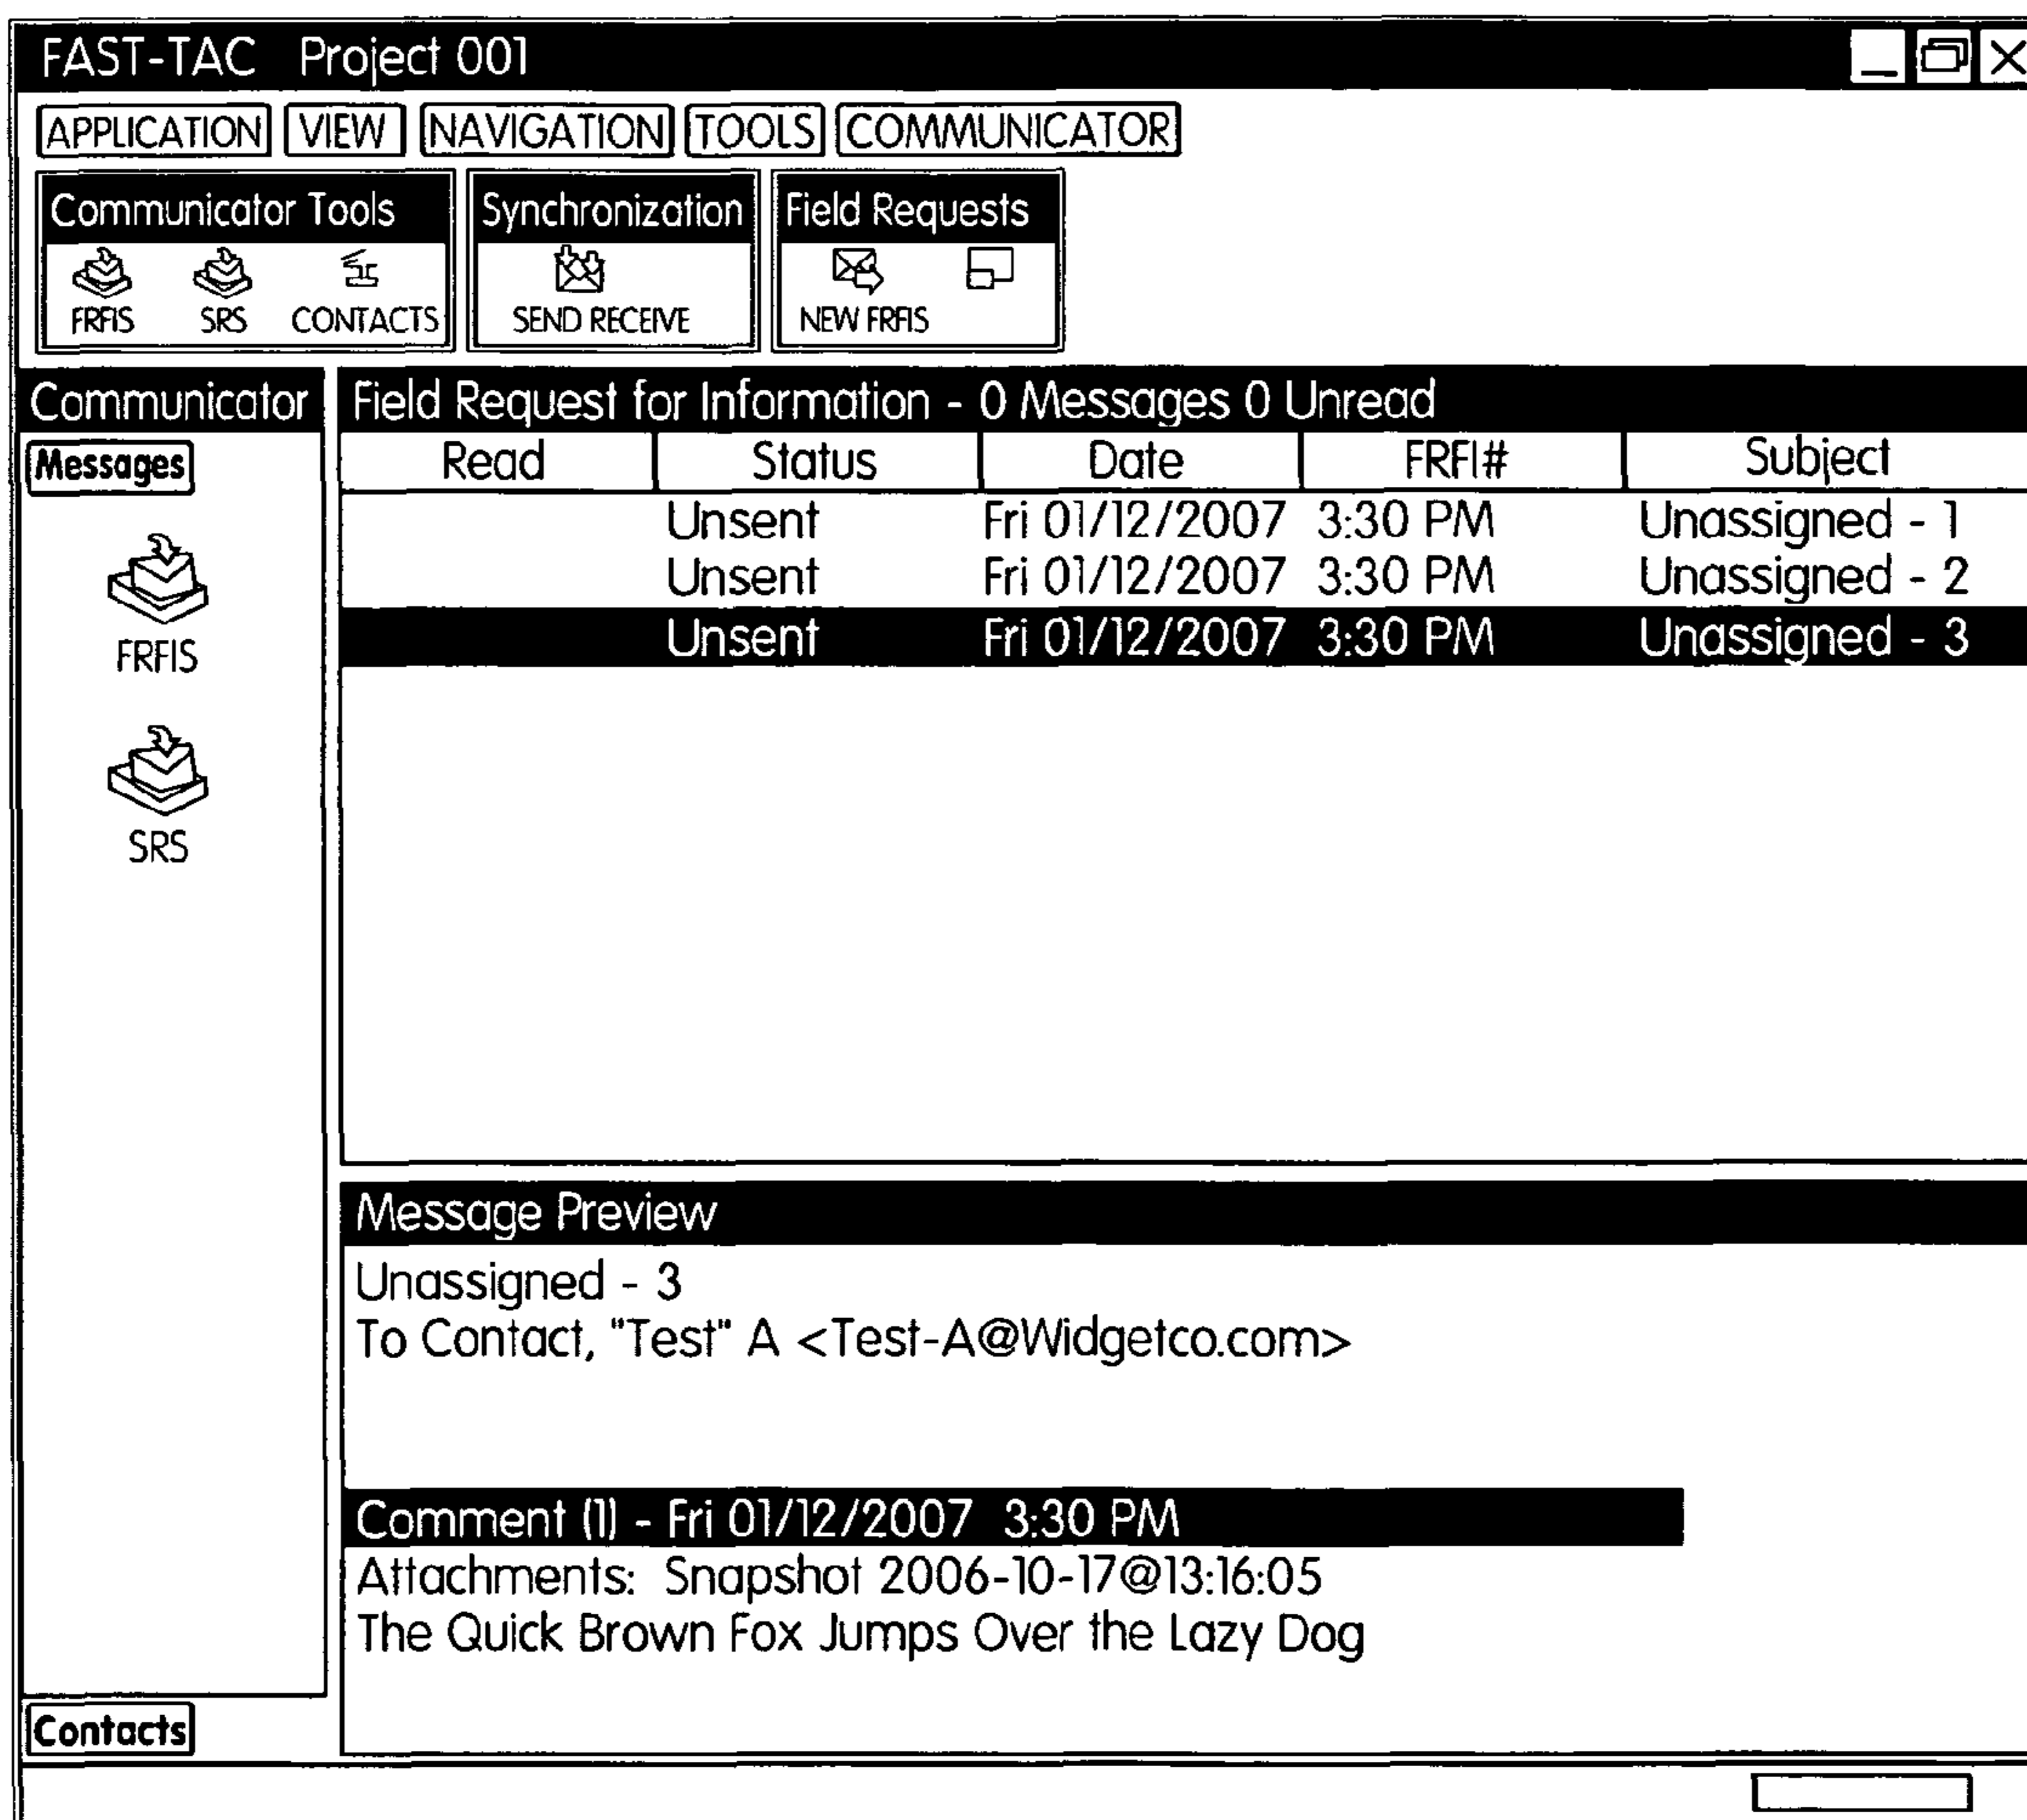 FAST-TAC Project 001
APPLICATION VIEW NAVIGATION TOOLS COMMUNICATOR
Communicator Tools Synchronization Field Requests
FRFIS SRS CONTACTS SEND RECEIVE NEW FRFIS
Communicator Field Request for Information - 0 Messages 0 Unread
Messages Read Status Date FRFI# Subject
Unsent Fri 01/12/2007 3:30 PM Unassigned - 1
Unsent Fri 01/12/2007 3:30 PM Unassigned - 2
Unsent Fri 01/12/2007 3:30 PM Unassigned - 3
FRFIS
SRS
Message Preview
Unassigned - 3
To Contact, "Test" A <Test-A@Widgetco.com>
Comment (1) - Fri 01/12/2007 3:30 PM
Attachments: Snapshot 2006-10-17@13:16:05
The Quick Brown Fox Jumps Over the Lazy Dog
Contacts